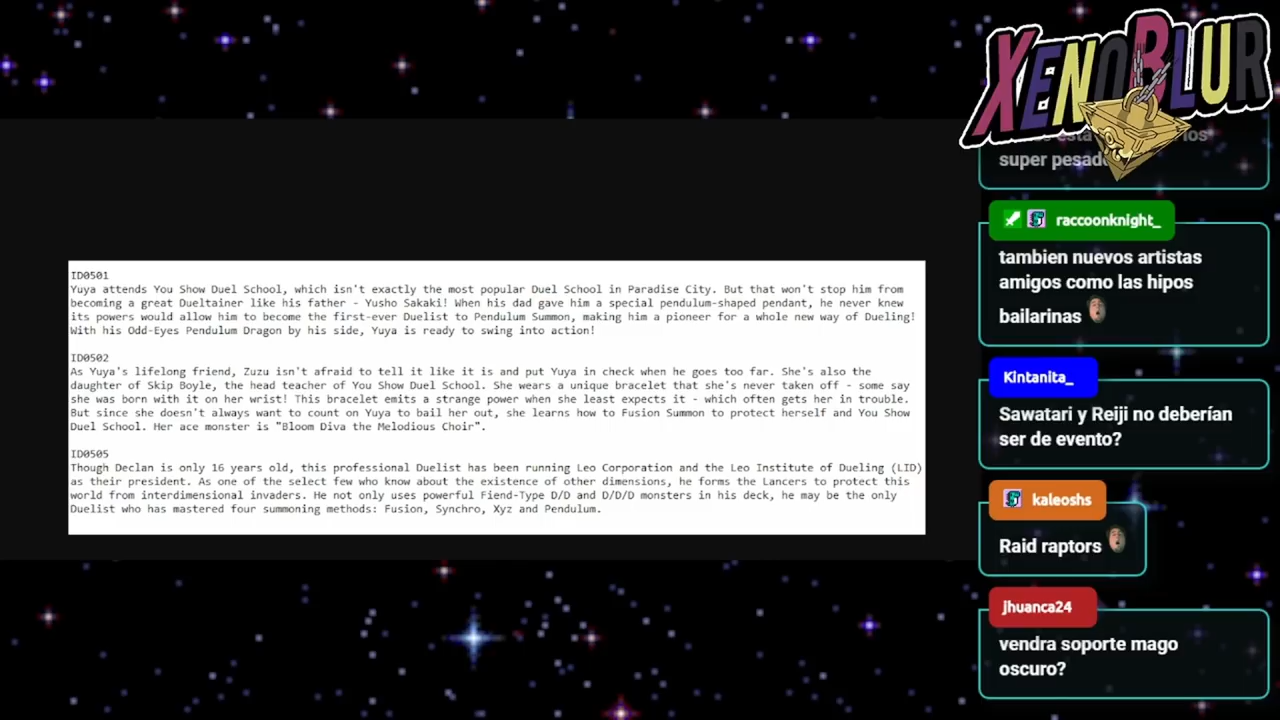 XENOBLUR
super
raccoonknight_
tambien nuevos artistas
amigos como las hipos
bailarinas
Kintanita_
Sawatari y Reiji no deberían
ser de evento?
kaleoshs
Raid raptors
jhuanca24
vendra soporte mago
oscuro?
ID0501
Yuya attends You Show Duel School, which isn't exactly the most popular Duel School in Paradise City. But that won't stop him from
becoming a great Dueltainer like his father - Yusho Sakaki! When his dad gave him a special pendulum-shaped pendant, he never knew
its powers would allow him to become the first-ever Duelist to Pendulum Summon, making him a pioneer for a whole new way of Dueling!
With his Odd-Eyes Pendulum Dragon by his side, Yuya is ready to swing into action!
ID0502
As Yuya's lifelong friend, Zuzu isn't afraid to tell it like it is and put Yuya in check when he goes too far. She's also the
daughter of Skip Boyle, the head teacher of You Show Duel School. She wears a unique bracelet that she's never taken off - some say
she was born with it on her wrist! This bracelet emits a strange power when she least expects it - which often gets her in trouble.
But since she doesn't always want to count on Yuya to bail her out, she learns how to Fusion Summon to protect herself and You Show
Duel School. Her ace monster is "Bloom Diva the Melodious Choir".
ID0505
Though Declan is only 16 years old, this professional Duelist has been running Leo Corporation and the Leo Institute of Dueling (LID)
as their president. As one of the select few who know about the existence of other dimensions, he forms the Lancers to protect this
world from interdimensional invaders. He not only uses powerful Fiend-Type D/D and D/D/D monsters in his deck, he may be the only
Duelist who has mastered four summoning methods: Fusion, Synchro, Xyz and Pendulum.